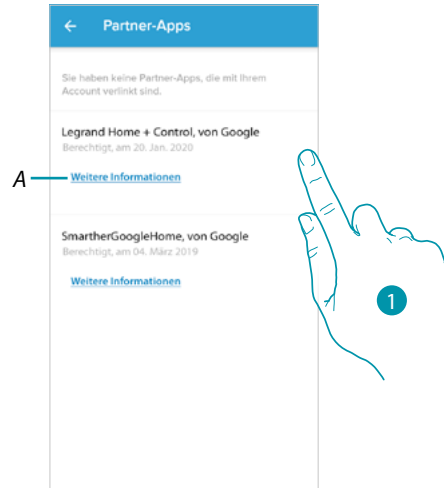 ← Partner-Apps
Sie haben keine Partner-Apps, die mit Ihrem
Account verlinkt sind.
Legrand Home + Control, von Google
Berechtigt, am 20. Jan. 2020
A
Weitere Informationen
SmartherGoogleHome, von Google
Berechtigt, am 04. März 2019
Weitere Informationen
1